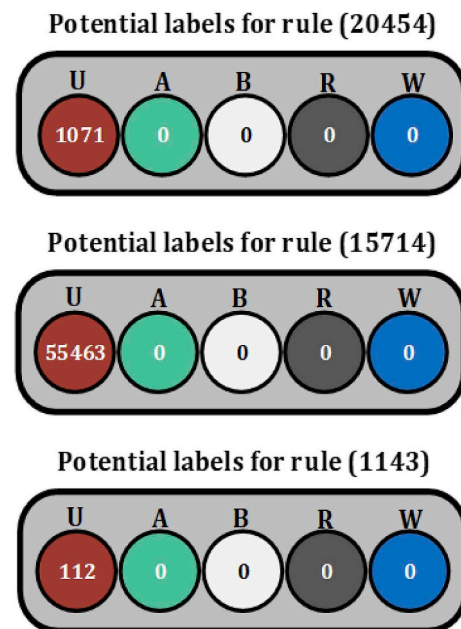 Potential labels for rule (20454)
U A B R W
1071 0 0 0 0
Potential labels for rule (15714)
U A B R W
55463 0 0 0 0
Potential labels for rule (1143)
U A B R W
112 0 0 0 0